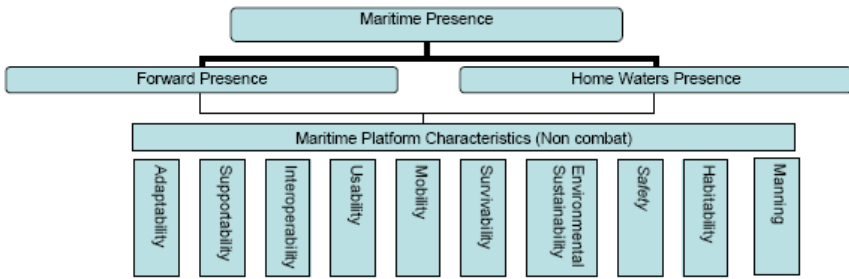 Maritime Presence
Forward Presence
Home Waters Presence
Maritime Platform Characteristics (Non combat)
Adaptability
Supportability
Interoperability
Usability
Mobility
Survivability
Environmental
Sustainability
Safety
Habitability
Manning